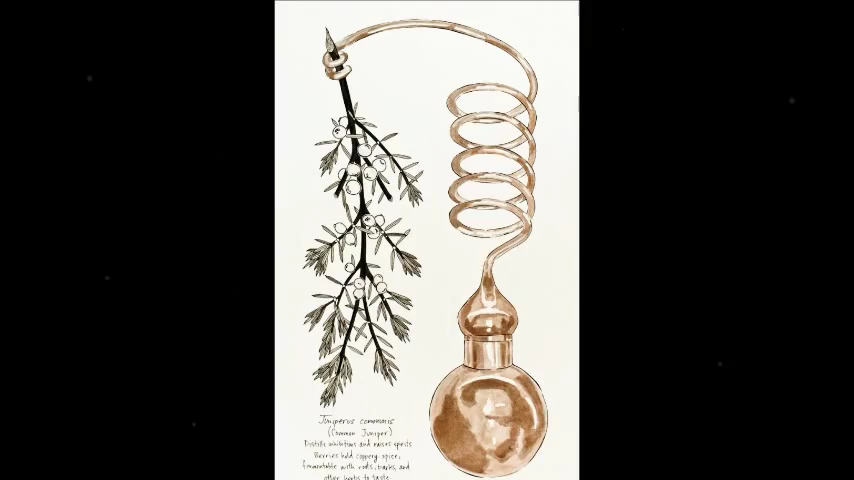 Juniperus communis
(Common Juniper)
Distills inhibitions and raises spirits
Berries hold coppery spice,
fermentable with roots, barks, and
other herbs to taste